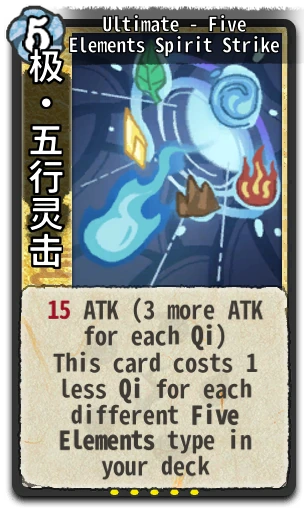 5
Ultimate - Five
Elements Spirit Strike
极·五行灵击
15 ATK (3 more ATK
for each Qi)
This card costs 1
less Qi for each
different Five
Elements type in
your deck